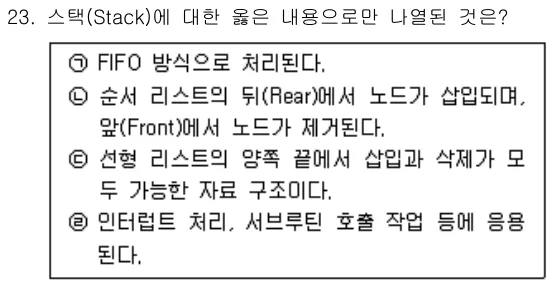 23. 스택(Stack)에 대한 옳은 내용으로만 나열된 것은?
㉠ FIFO 방식으로 처리된다.
㉡ 순서 리스트의 뒤(Rear)에서 노드가 삽입되며,
앞(Front)에서 노드가 제거된다.
㉢ 선형 리스트의 양쪽 끝에서 삽입과 삭제가 모
두 가능한 자료 구조이다.
㉣ 인터럽트 처리, 서브루틴 호출 작업 등에 응용
된다.